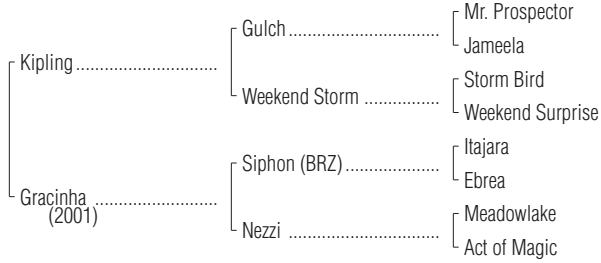 Mr. Prospector
Gulch
Jameela
Kipling
Storm Bird
Weekend Storm
Weekend Surprise
Itajara
Siphon (BRZ)
Ebrea
Gracinha
(2001)
Meadowlake
Nezzi
Act of Magic